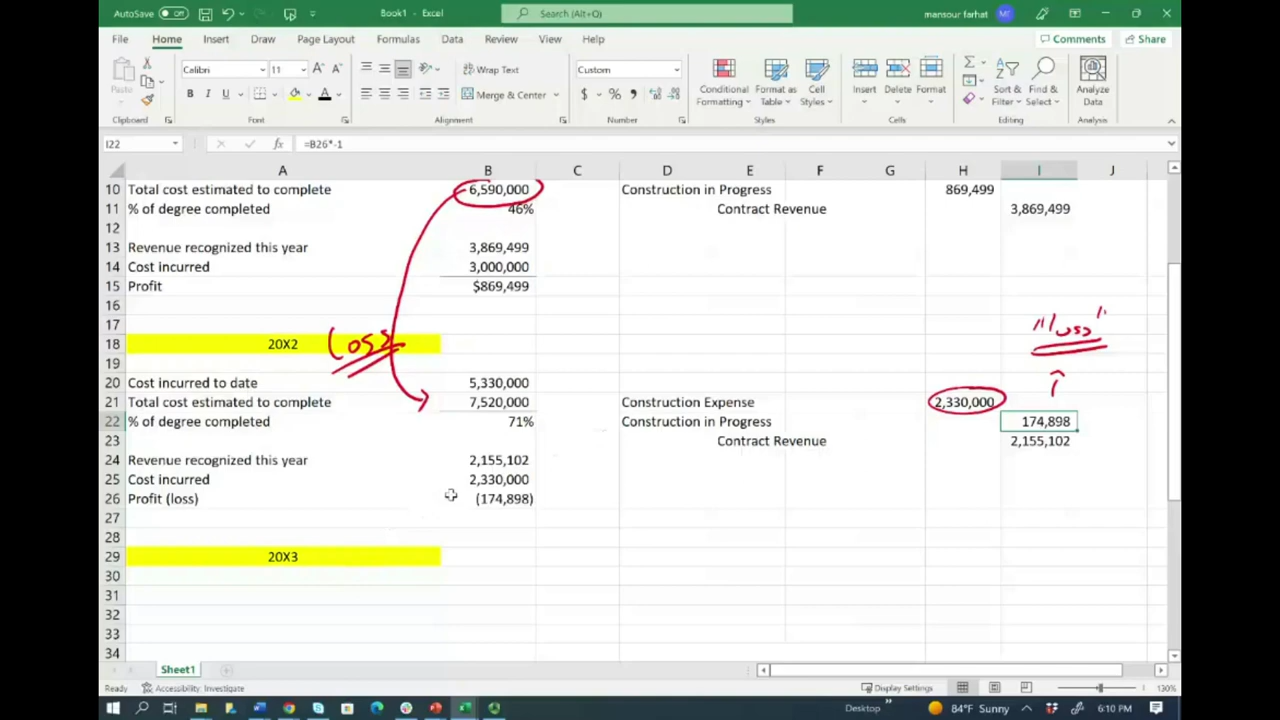 AutoSave Off Book1 - Excel Search (Alt+Q) mansour farhat MF
File Home Insert Draw Page Layout Formulas Data Review View Help Comments Share
Paste Calibri 11 A A Wrap Text Custom Conditional Formatting Format as Table Cell Styles Insert Delete Format Sort & Filter Find & Select Analyze Data
B I U A Merge & Center $ % 9
Clipboard Font Alignment Number Styles Cells Editing Analysis
I22 fx =B26*-1
A B C D E F G H I J
10 Total cost estimated to complete 6,590,000 Construction in Progress 869,499
11 % of degree completed 46% Contract Revenue 3,869,499
12
13 Revenue recognized this year 3,869,499
14 Cost incurred 3,000,000
15 Profit $869,499
16
17 "loss"
18 20X2 Loss
19
20 Cost incurred to date 5,330,000
21 Total cost estimated to complete 7,520,000 Construction Expense 2,330,000
22 % of degree completed 71% Construction in Progress 174,898
23 Contract Revenue 2,155,102
24 Revenue recognized this year 2,155,102
25 Cost incurred 2,330,000
26 Profit (loss) (174,898)
27
28
29 20X3
30
31
32
33
34
Sheet1
Ready Accessibility: Investigate Display Settings 130%
Desktop 84°F Sunny 6:10 PM